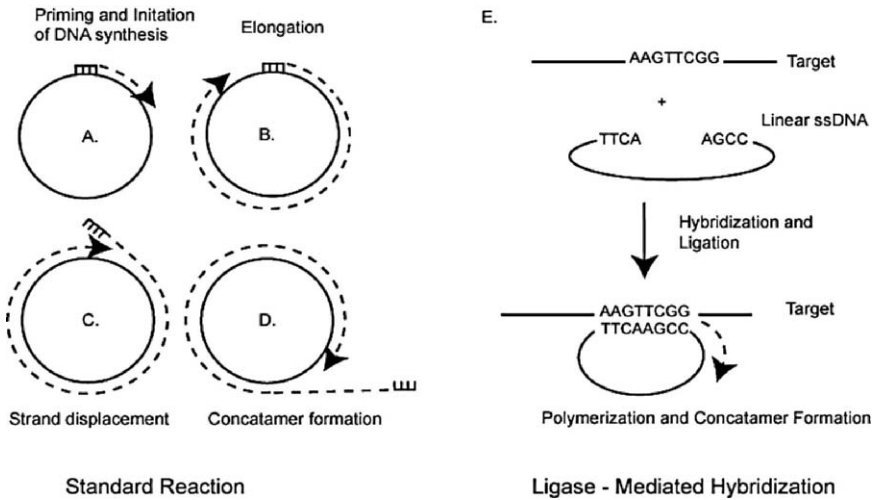 Priming and Initation
of DNA synthesis
Elongation
A.
B.
C.
D.
Strand displacement
Concatamer formation
Standard Reaction
E.
AAGTTCGG
Target
+
Linear ssDNA
TTCA
AGCC
Hybridization and
Ligation
AAGTTCGG
Target
TTCAAGCC
Polymerization and Concatamer Formation
Ligase - Mediated Hybridization